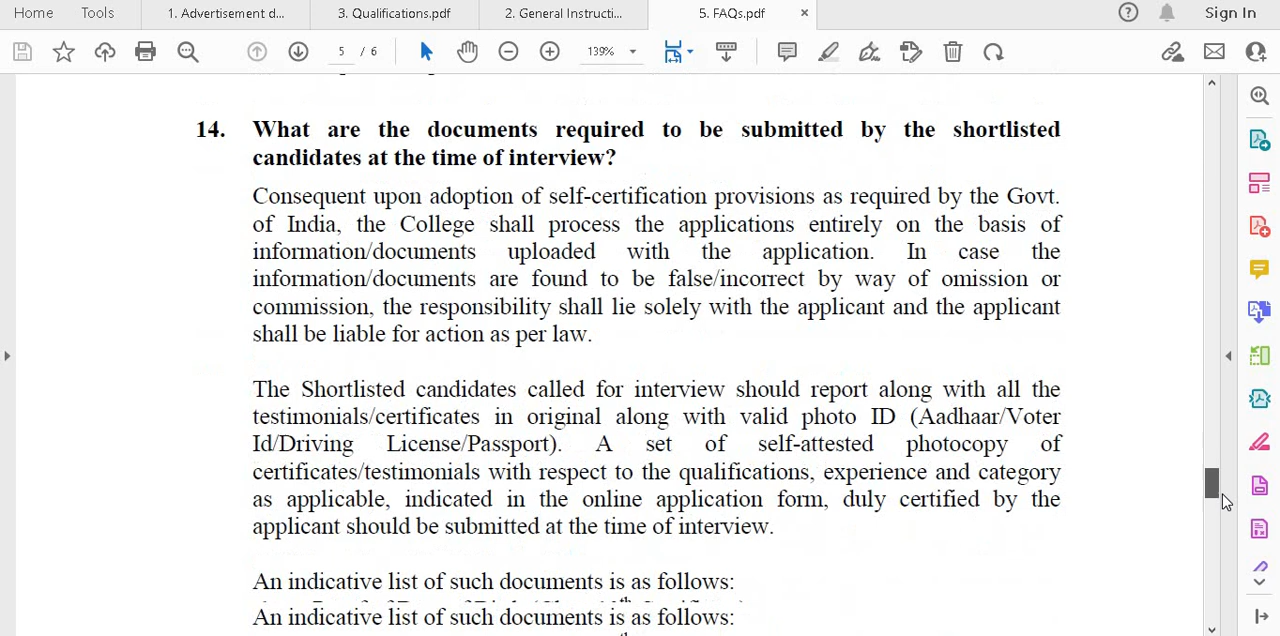 Home Tools 1. Advertisement d... 3. Qualifications.pdf 2. General Instructi... 5. FAQs.pdf × Sign In
5 / 6 139%
14. What are the documents required to be submitted by the shortlisted
candidates at the time of interview?
Consequent upon adoption of self-certification provisions as required by the Govt.
of India, the College shall process the applications entirely on the basis of
information/documents uploaded with the application. In case the
information/documents are found to be false/incorrect by way of omission or
commission, the responsibility shall lie solely with the applicant and the applicant
shall be liable for action as per law.
The Shortlisted candidates called for interview should report along with all the
testimonials/certificates in original along with valid photo ID (Aadhaar/Voter
Id/Driving License/Passport). A set of self-attested photocopy of
certificates/testimonials with respect to the qualifications, experience and category
as applicable, indicated in the online application form, duly certified by the
applicant should be submitted at the time of interview.
An indicative list of such documents is as follows:
An indicative list of such documents is as follows: